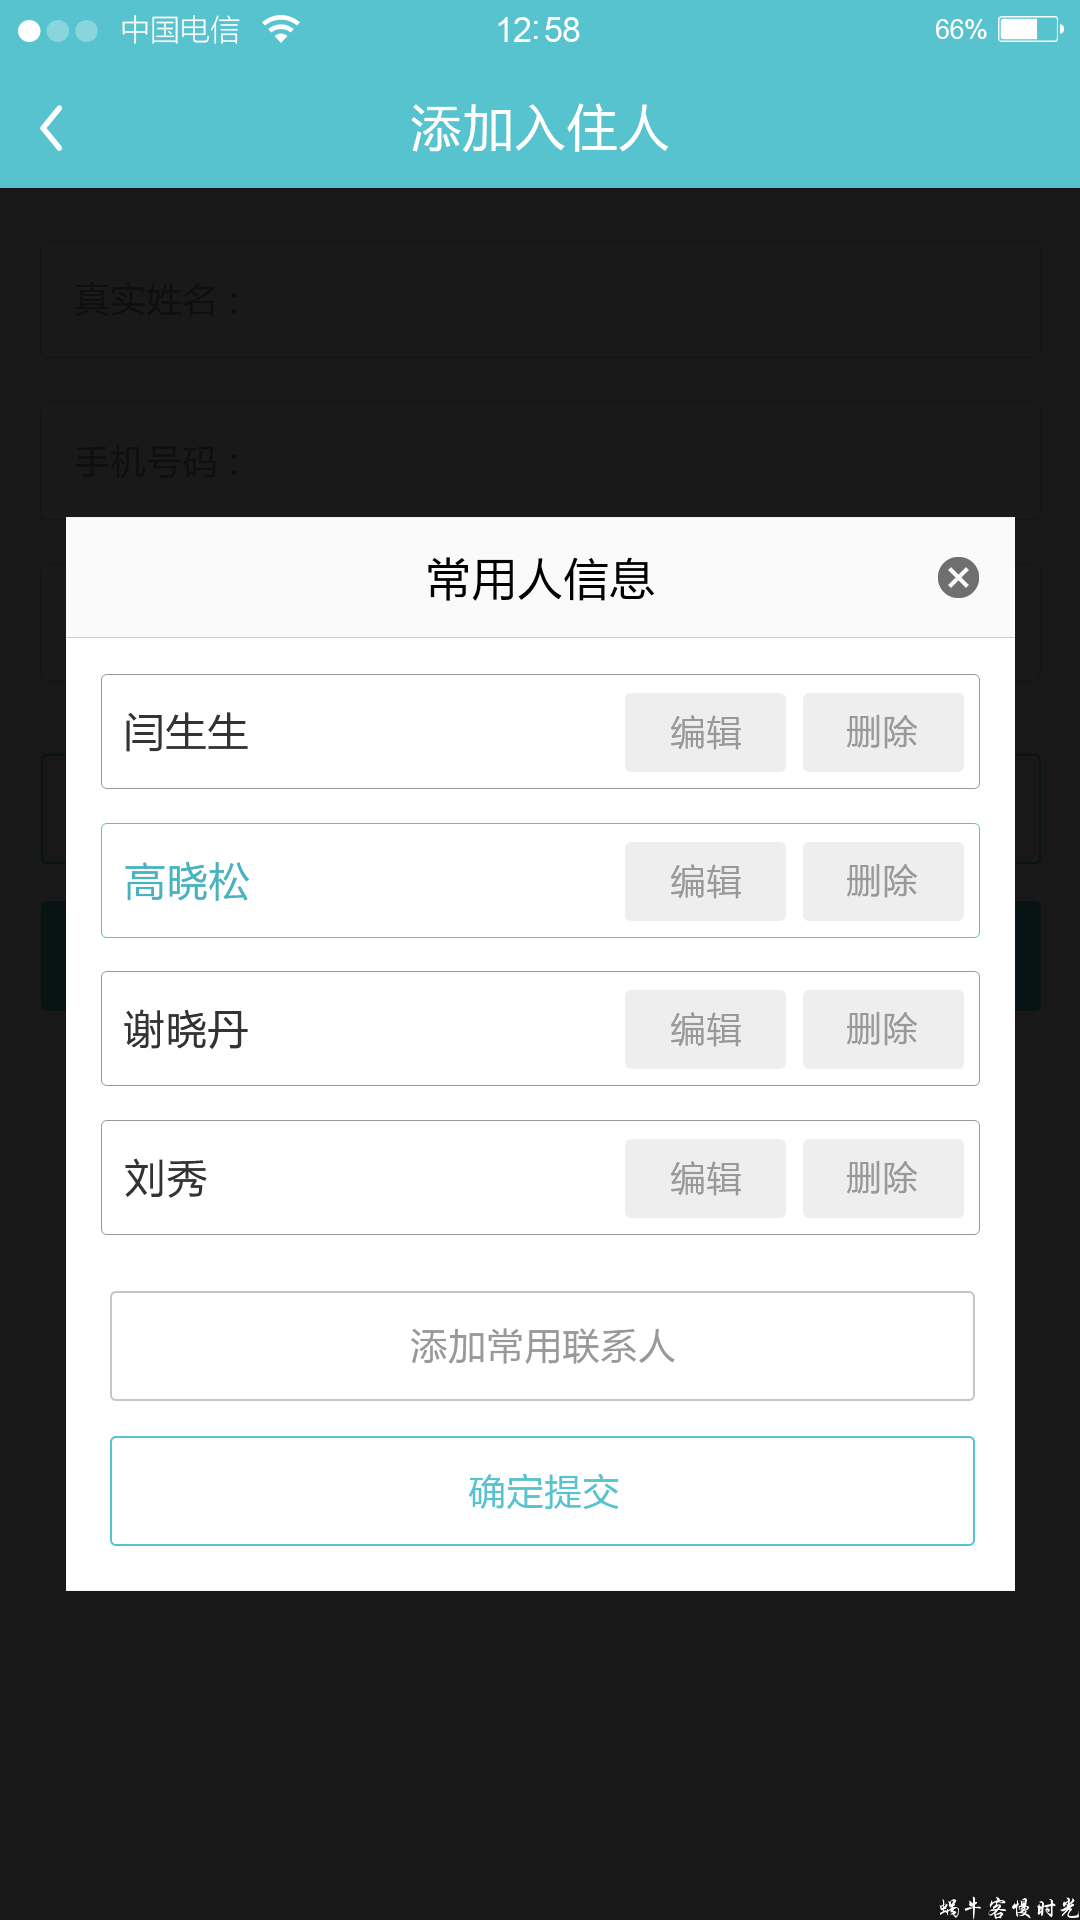 中国电信 12:58 66%
添加入住人
真实姓名：
手机号码：
常用人信息
闫生生 编辑 删除
高晓松 编辑 删除
谢晓丹 编辑 删除
刘秀 编辑 删除
添加常用联系人
确定提交
蜗牛客慢时光